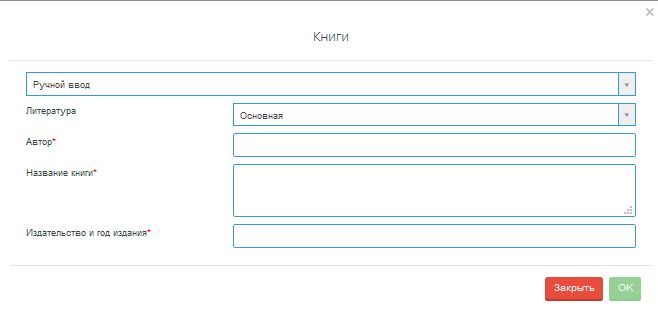 Книги
Ручной ввод
Литература
Основная
Автор*
Название книги*
Издательство и год издания*
Закрыть
OK